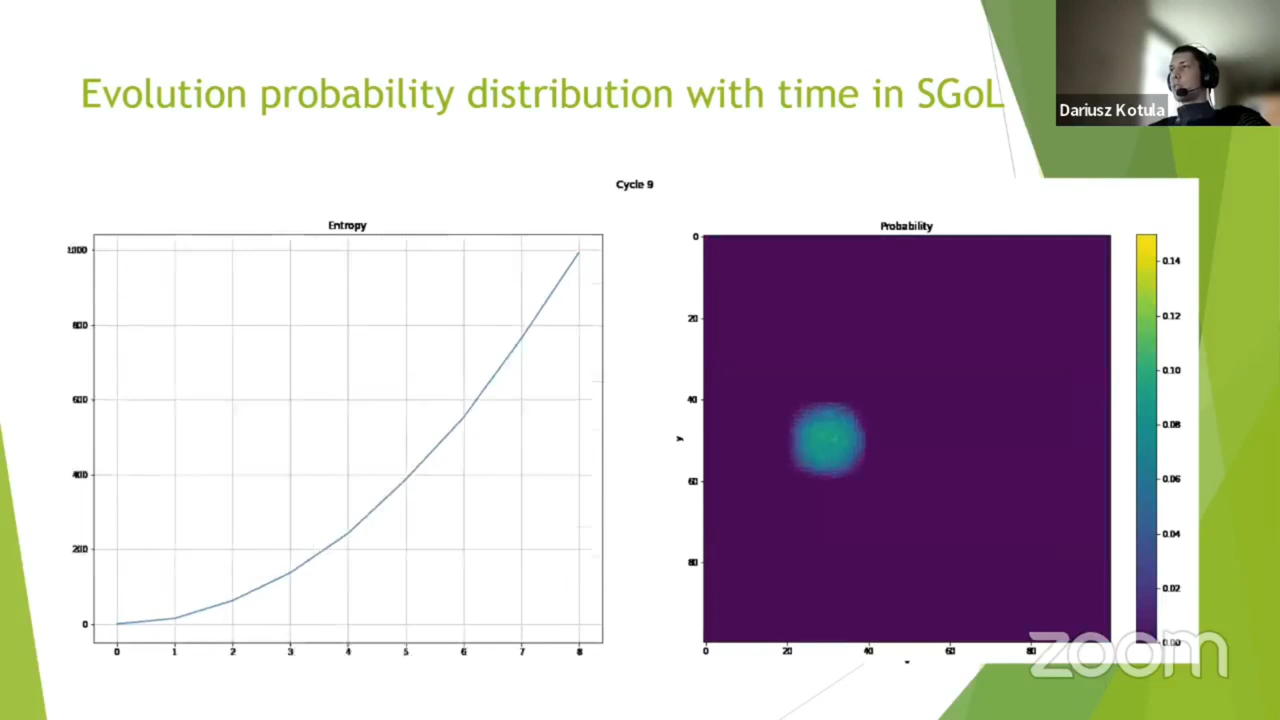 Evolution probability distribution with time in SGoL
Dariusz Kotula
Cycle 9
Entropy
1000
800
600
400
200
0
0 1 2 3 4 5 6 7 8
Probability
0
20
40
60
80
y
0 20 40 60 80
0.14
0.12
0.10
0.08
0.06
0.04
0.02
0.00
zoom